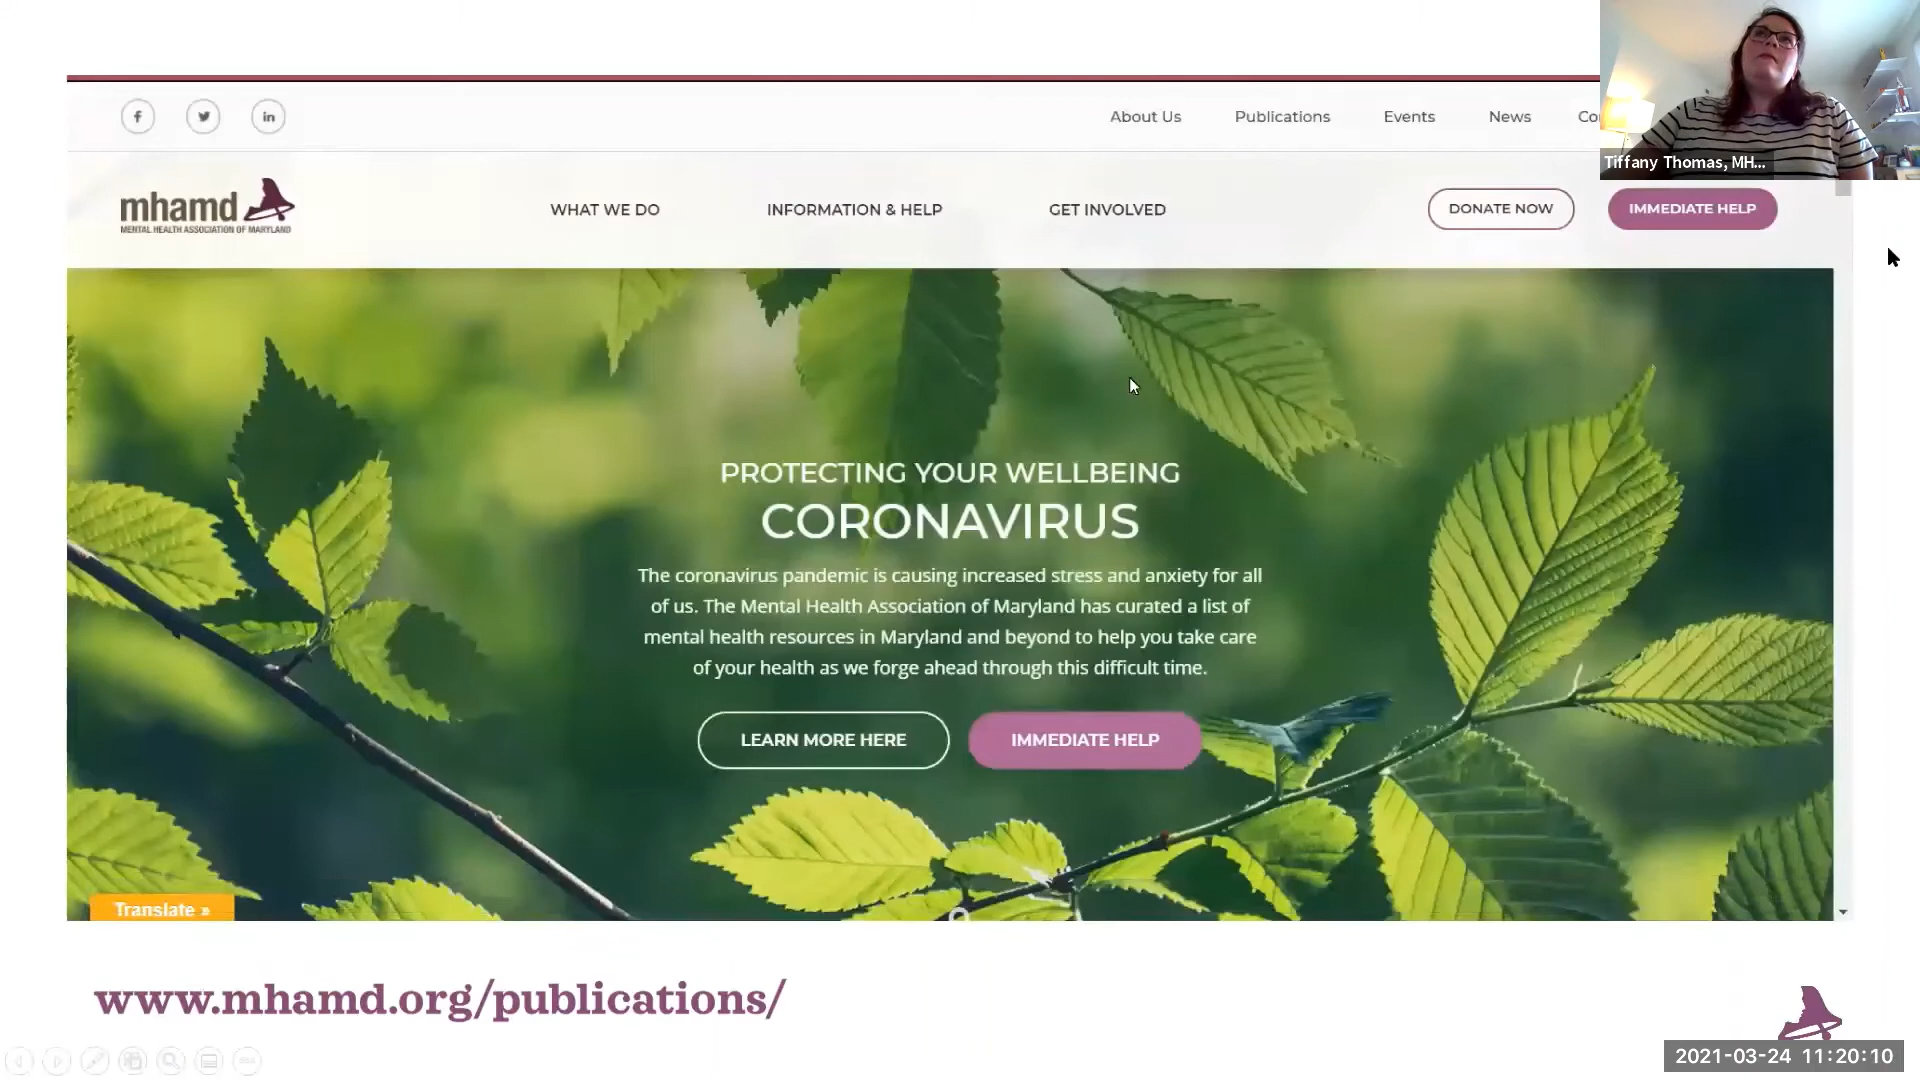 f
in
About Us
Publications
Events
News
Co
Tiffany Thomas, MH...
mhamd
MENTAL HEALTH ASSOCIATION OF MARYLAND
WHAT WE DO
INFORMATION & HELP
GET INVOLVED
DONATE NOW
IMMEDIATE HELP
PROTECTING YOUR WELLBEING
CORONAVIRUS
The coronavirus pandemic is causing increased stress and anxiety for all
of us. The Mental Health Association of Maryland has curated a list of
mental health resources in Maryland and beyond to help you take care
of your health as we forge ahead through this difficult time.
LEARN MORE HERE
IMMEDIATE HELP
Translate »
www.mhamd.org/publications/
2021-03-24 11:20:10